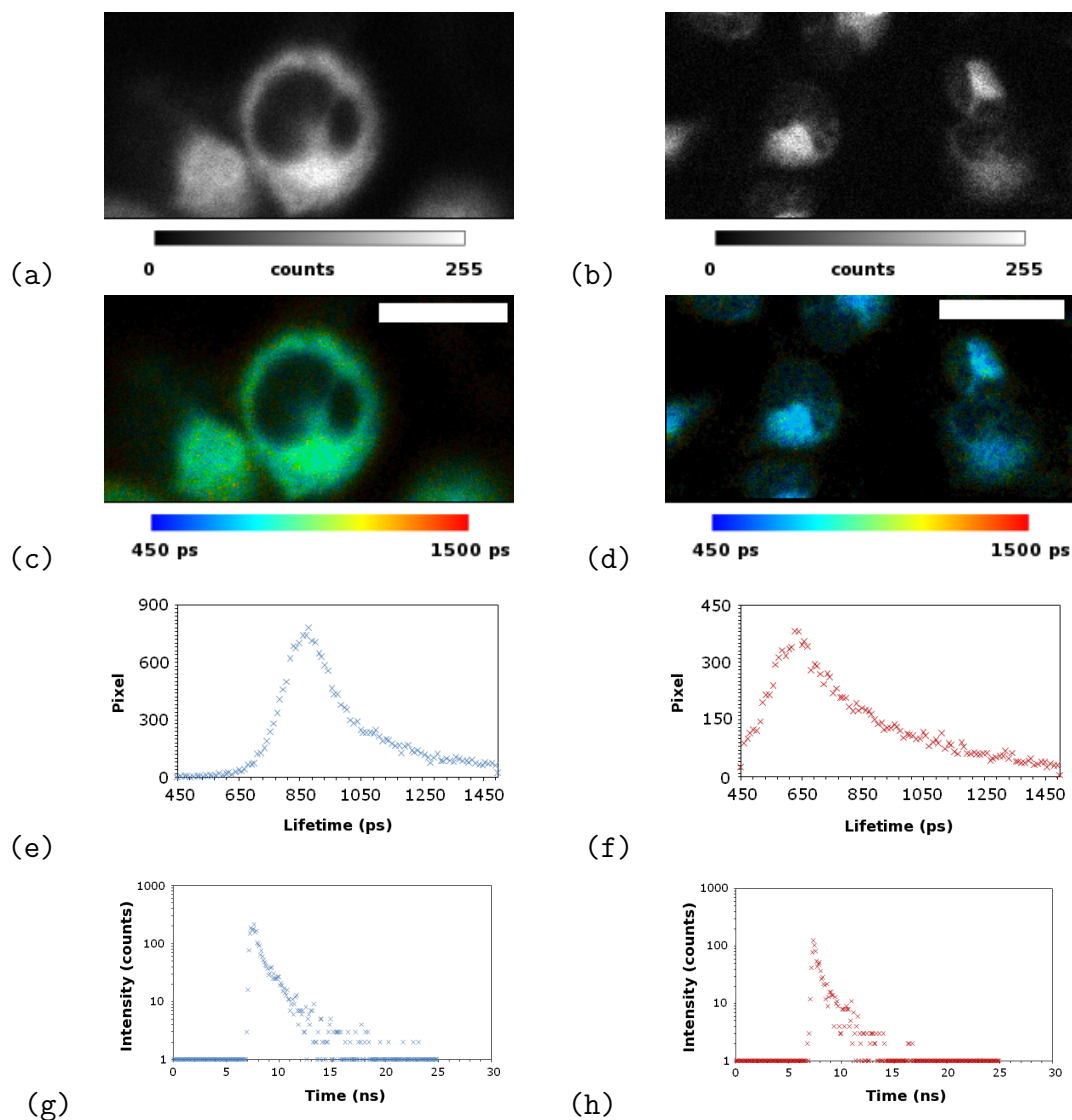 0 counts 255
0 counts 255
(a)
(b)
450 ps 1500 ps
450 ps 1500 ps
(c)
(d)
900
600
300
0
Pixel
450 650 850 1050 1250 1450
Lifetime (ps)
(e)
450
300
150
0
Pixel
450 650 850 1050 1250 1450
Lifetime (ps)
(f)
1000
100
10
1
Intensity (counts)
0 5 10 15 20 25 30
Time (ns)
(g)
1000
100
10
1
Intensity (counts)
0 5 10 15 20 25 30
Time (ns)
(h)